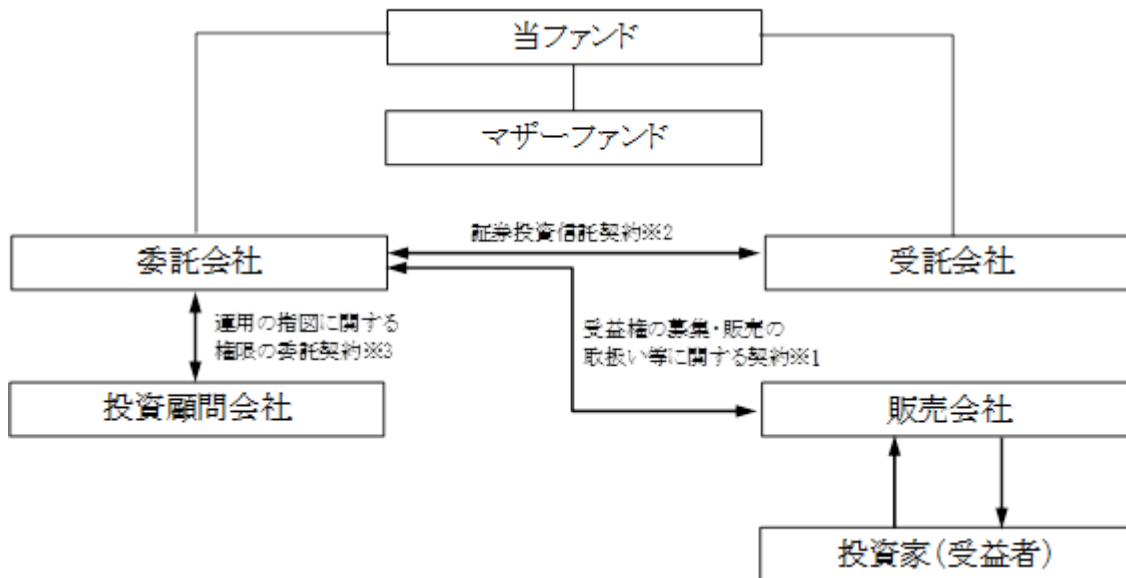 当ファンド
マザーファンド
証券投資信託契約※2
委託会社
受託会社
運用の指図に関する
権限の委託契約※3
受益権の募集・販売の
取扱い等に関する契約※1
投資顧問会社
販売会社
投資家(受益者)